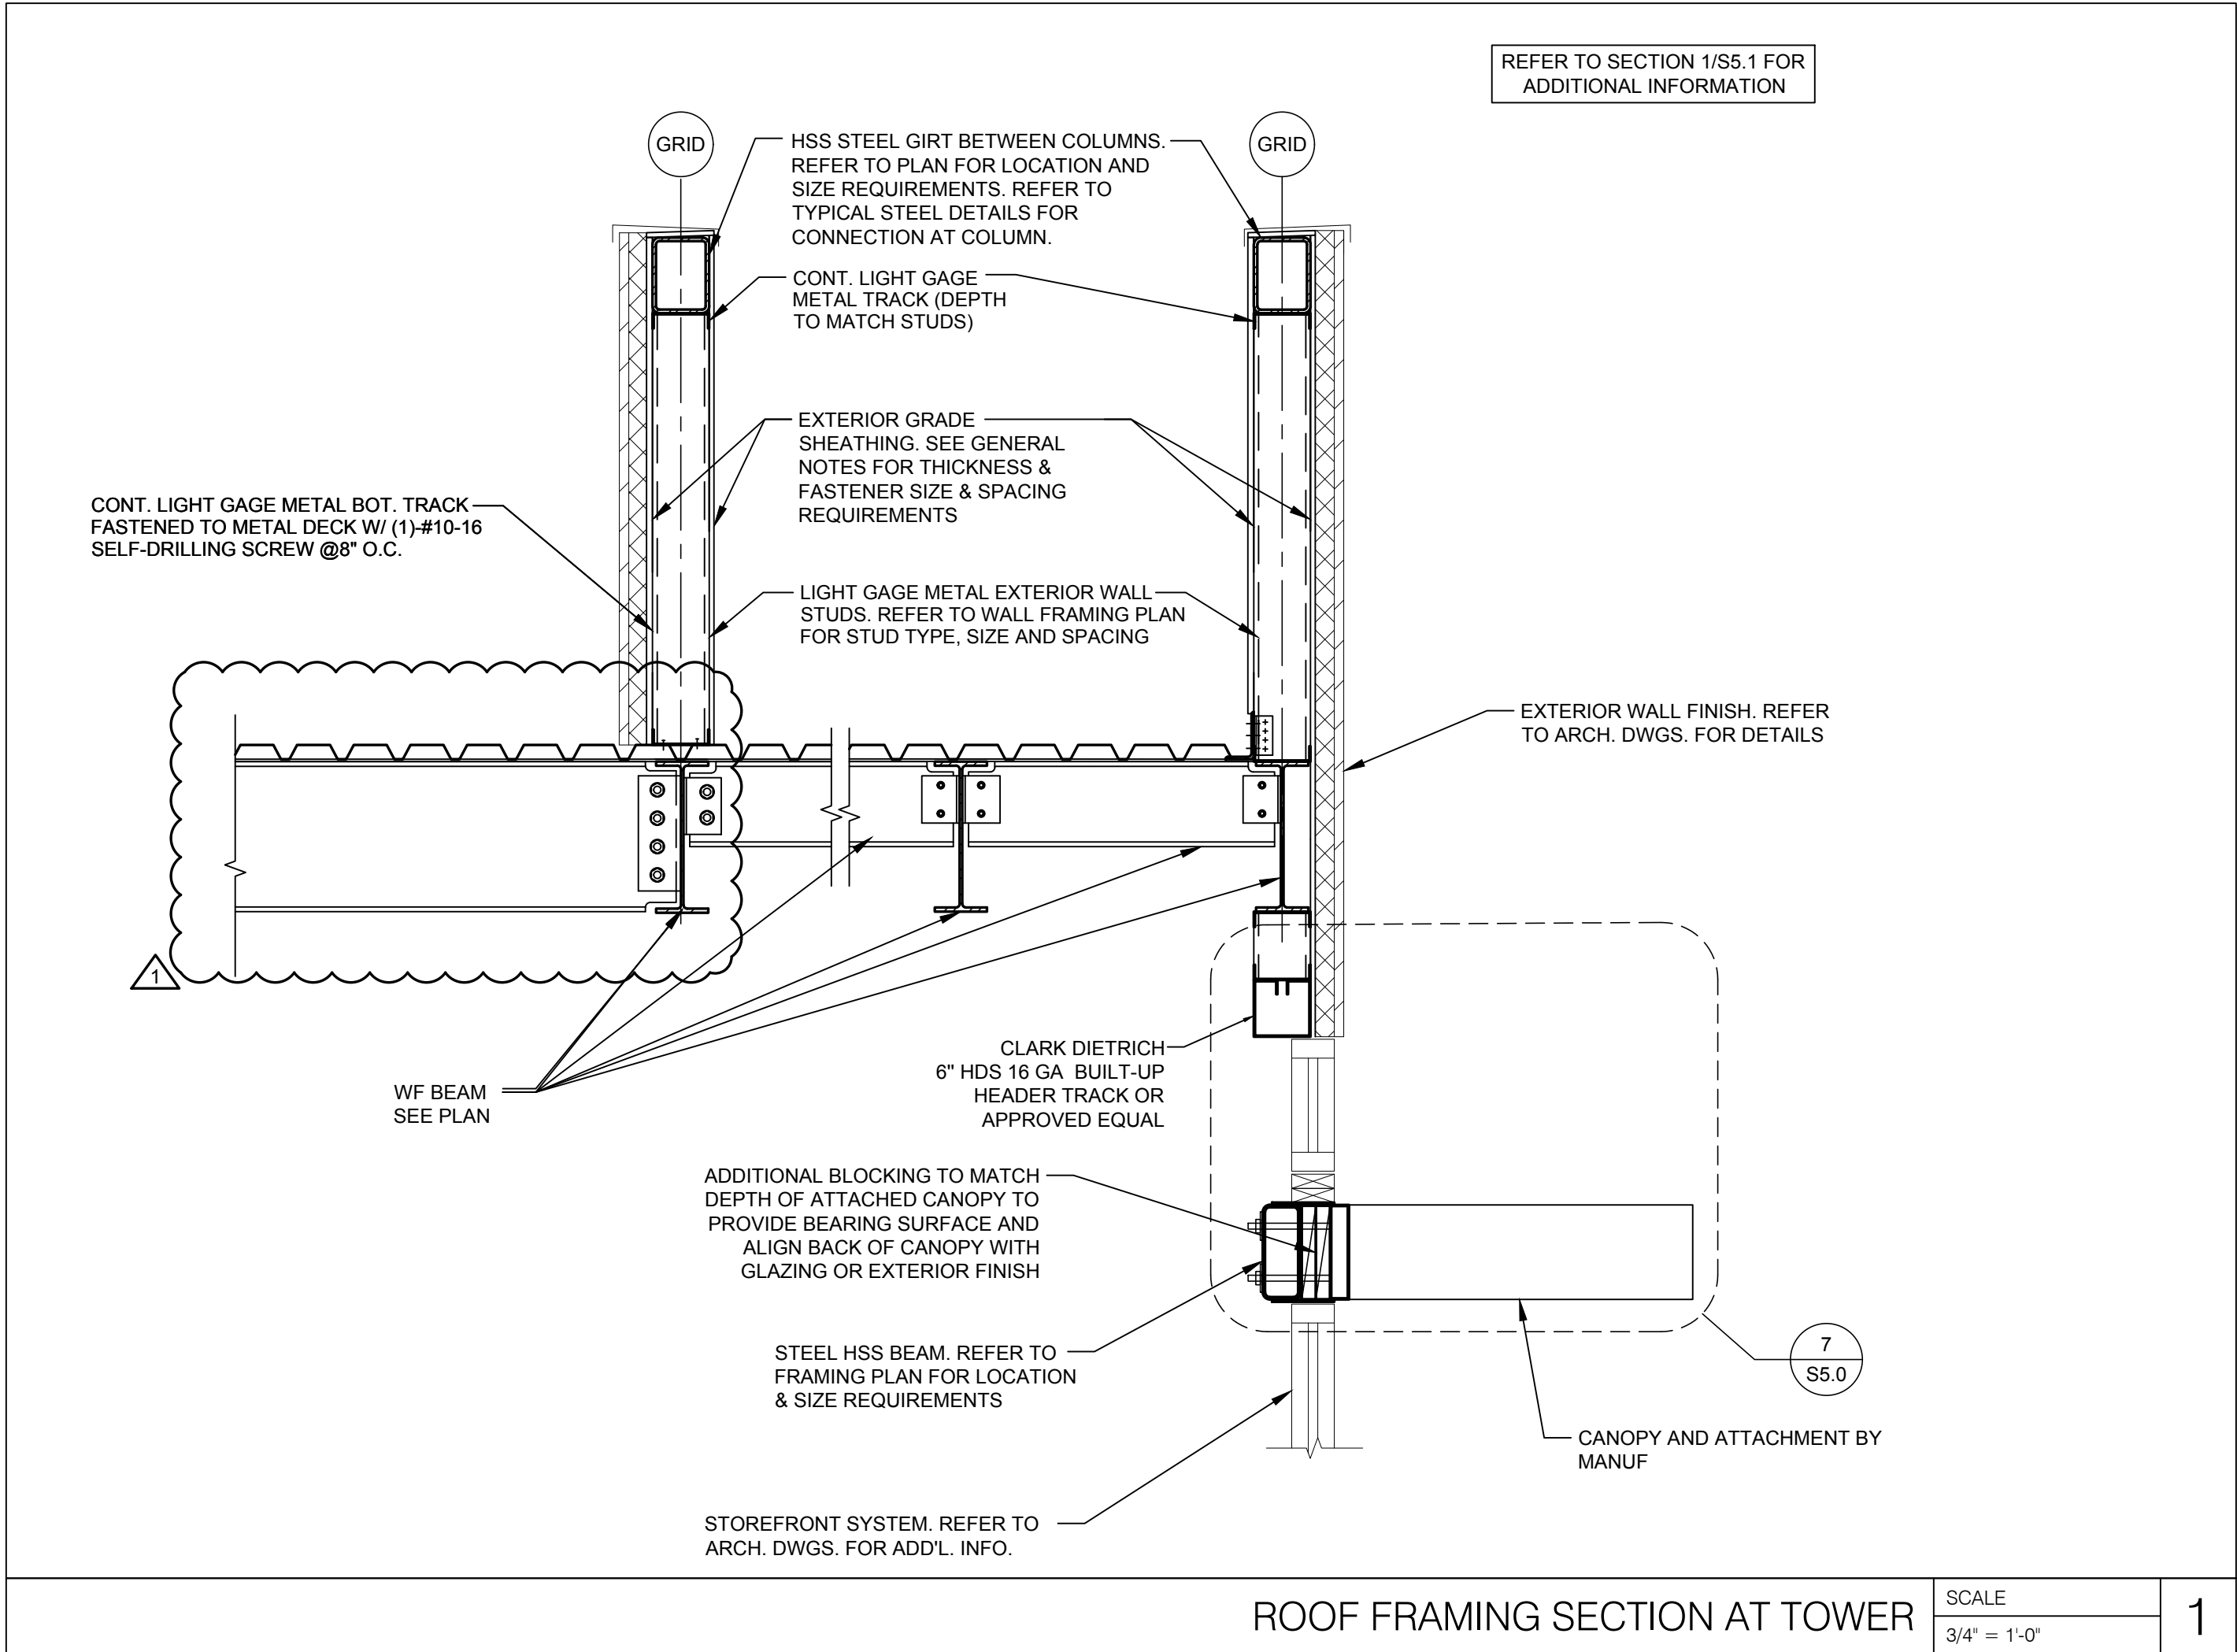 REFER TO SECTION 1/S5.1 FOR
ADDITIONAL INFORMATION
GRID
GRID
HSS STEEL GIRT BETWEEN COLUMNS.
REFER TO PLAN FOR LOCATION AND
SIZE REQUIREMENTS. REFER TO
TYPICAL STEEL DETAILS FOR
CONNECTION AT COLUMN.
CONT. LIGHT GAGE
METAL TRACK (DEPTH
TO MATCH STUDS)
EXTERIOR GRADE
SHEATHING. SEE GENERAL
NOTES FOR THICKNESS &
FASTENER SIZE & SPACING
REQUIREMENTS
CONT. LIGHT GAGE METAL BOT. TRACK
FASTENED TO METAL DECK W/ (1)-#10-16
SELF-DRILLING SCREW @8" O.C.
LIGHT GAGE METAL EXTERIOR WALL
STUDS. REFER TO WALL FRAMING PLAN
FOR STUD TYPE, SIZE AND SPACING
EXTERIOR WALL FINISH. REFER
TO ARCH. DWGS. FOR DETAILS
1
WF BEAM
SEE PLAN
CLARK DIETRICH
6" HDS 16 GA BUILT-UP
HEADER TRACK OR
APPROVED EQUAL
ADDITIONAL BLOCKING TO MATCH
DEPTH OF ATTACHED CANOPY TO
PROVIDE BEARING SURFACE AND
ALIGN BACK OF CANOPY WITH
GLAZING OR EXTERIOR FINISH
STEEL HSS BEAM. REFER TO
FRAMING PLAN FOR LOCATION
& SIZE REQUIREMENTS
7
S5.0
CANOPY AND ATTACHMENT BY
MANUF
STOREFRONT SYSTEM. REFER TO
ARCH. DWGS. FOR ADD'L. INFO.
ROOF FRAMING SECTION AT TOWER
SCALE
3/4" = 1'-0"
1